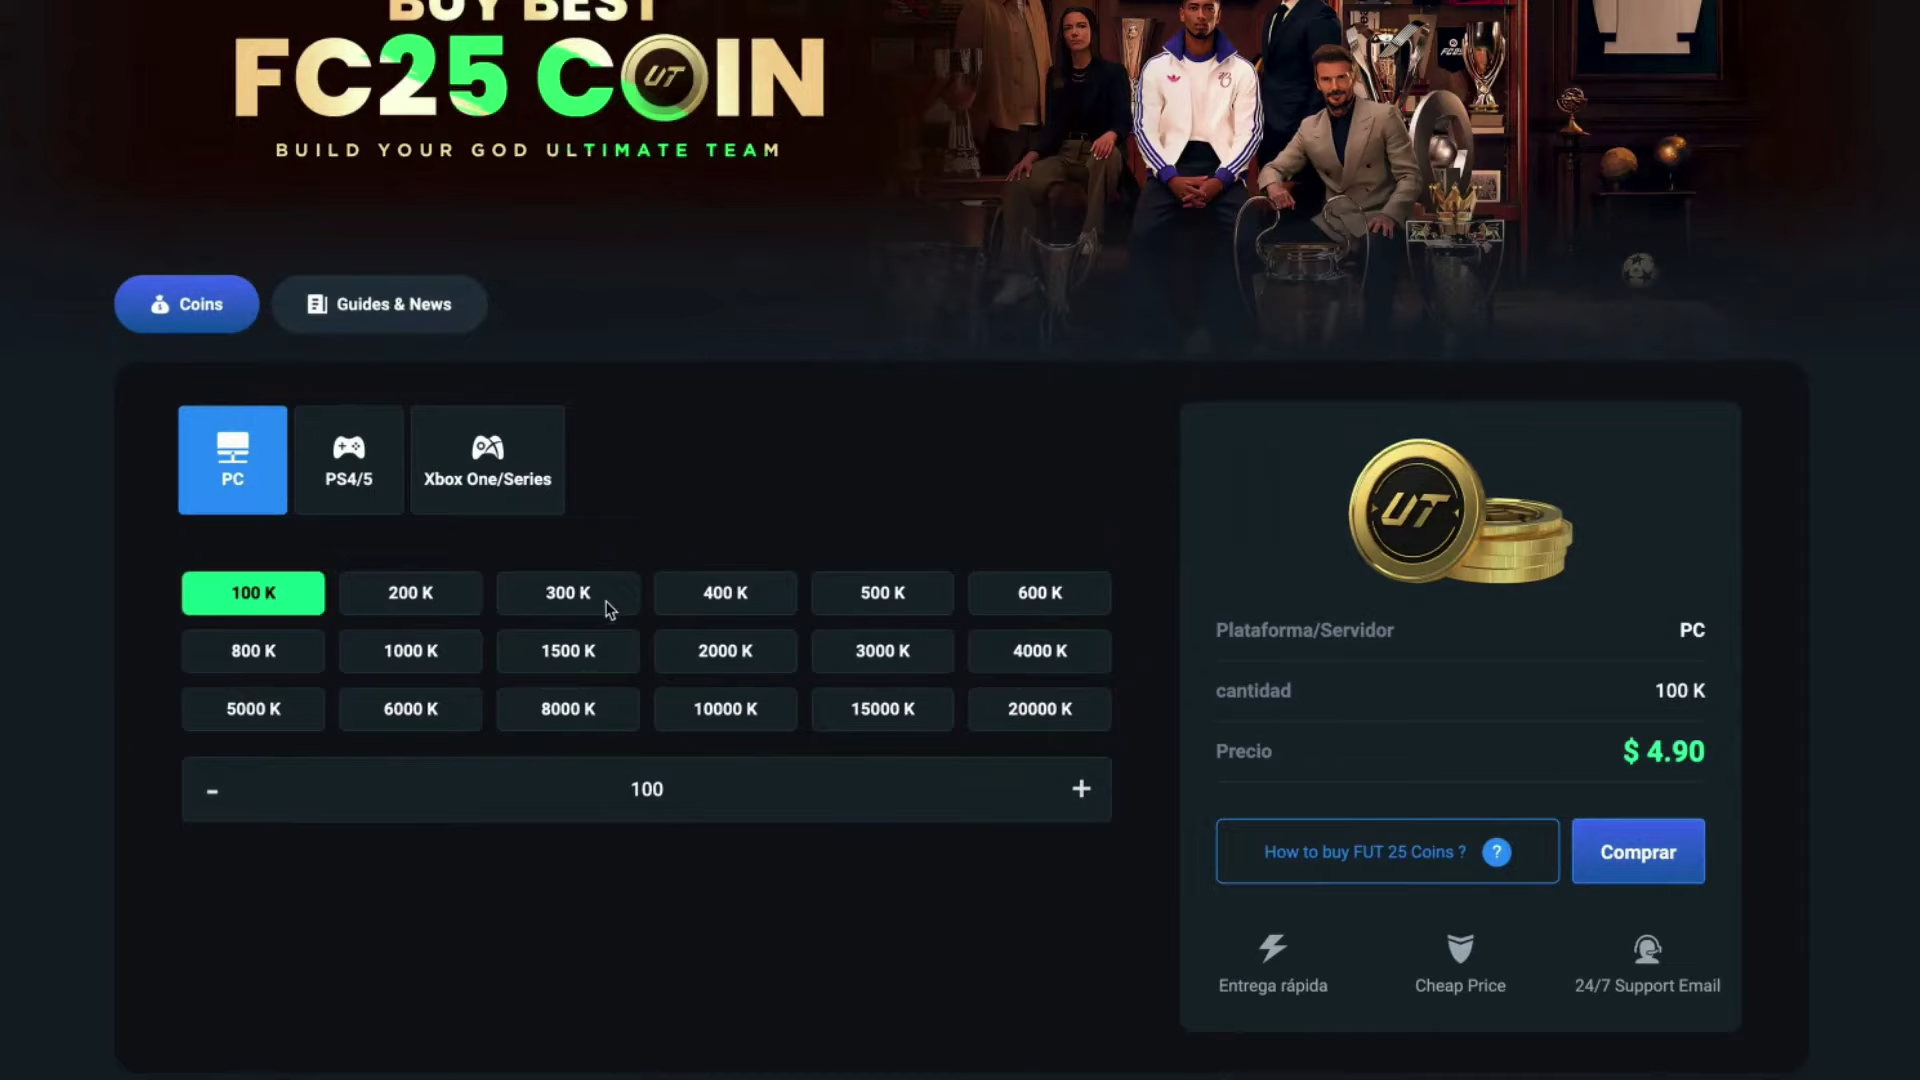 BUY BEST
FC25 COIN
BUILD YOUR GOD ULTIMATE TEAM
Coins
Guides & News
PC
PS4/5
Xbox One/Series
100 K
200 K
300 K
400 K
500 K
600 K
800 K
1000 K
1500 K
2000 K
3000 K
4000 K
5000 K
6000 K
8000 K
10000 K
15000 K
20000 K
- 100 +
UT
Plataforma/Servidor PC
cantidad 100 K
Precio $ 4.90
How to buy FUT 25 Coins ? ?
Comprar
Entrega rápida
Cheap Price
24/7 Support Email